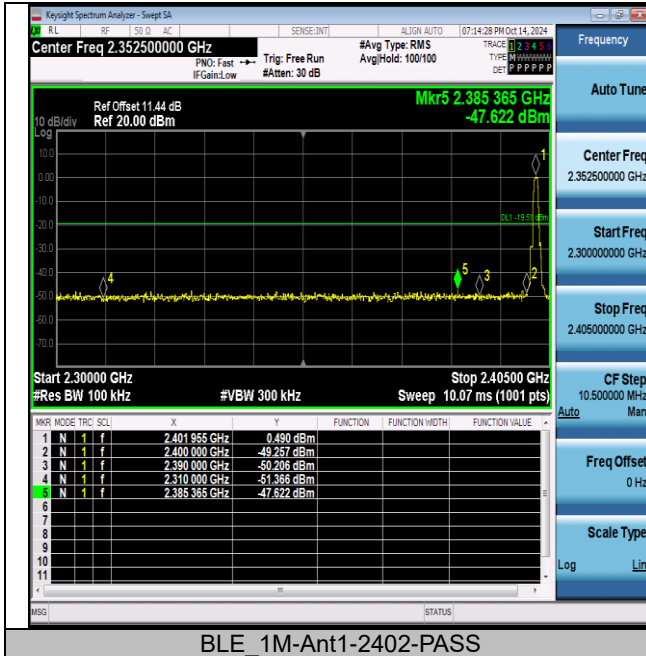 Keysight Spectrum Analyzer - Swept SA
RL RF 50 Ω AC SENSE:INT ALIGN AUTO 07:14:28 PM Oct 14, 2024
Center Freq 2.352500000 GHz
PNO: Fast
IFGain:Low
Trig: Free Run
#Atten: 30 dB
#Avg Type: RMS
Avg|Hold: 100/100
TRACE 1 2 3 4 5 6
TYPE M
DET P P P P P P
Ref Offset 11.44 dB
10 dB/div Ref 20.00 dBm
Log
Mkr5 2.385 365 GHz
-47.622 dBm
10.0
0.00
-10.0
-20.0
-30.0
-40.0
-50.0
-60.0
-70.0
DL1 -19.51 dBm
1
2
3
4
5
Start 2.30000 GHz Stop 2.40500 GHz
#Res BW 100 kHz #VBW 300 kHz Sweep 10.07 ms (1001 pts)
MKR MODE TRC SCL X Y FUNCTION FUNCTION WIDTH FUNCTION VALUE
1 N 1 f 2.401 955 GHz 0.490 dBm
2 N 1 f 2.400 000 GHz -49.257 dBm
3 N 1 f 2.390 000 GHz -50.206 dBm
4 N 1 f 2.310 000 GHz -51.366 dBm
5 N 1 f 2.385 365 GHz -47.622 dBm
6
7
8
9
10
11
MSG STATUS
Frequency
Auto Tune
Center Freq
2.352500000 GHz
Start Freq
2.300000000 GHz
Stop Freq
2.405000000 GHz
CF Step
10.500000 MHz
Auto Man
Freq Offset
0 Hz
Scale Type
Log Lin
BLE_1M-Ant1-2402-PASS